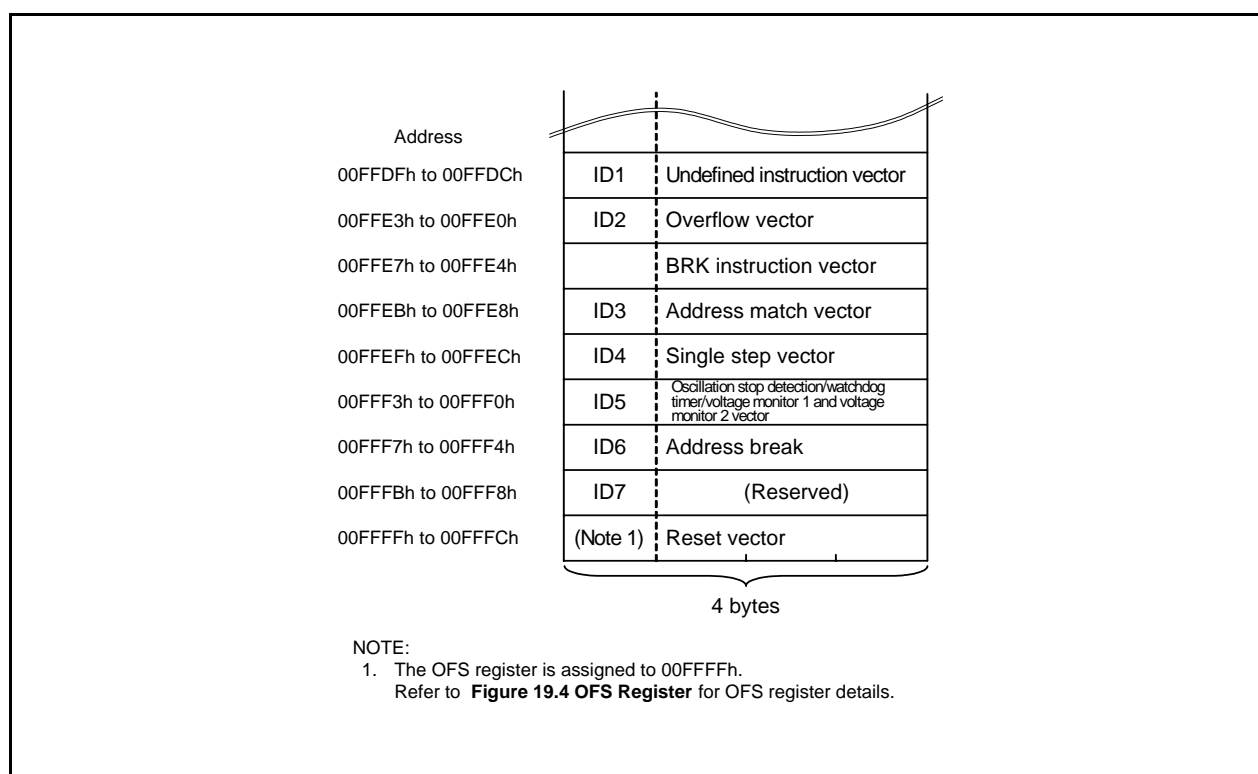 Address
00FFDFh to 00FFDCh ID1 Undefined instruction vector
00FFE3h to 00FFE0h ID2 Overflow vector
00FFE7h to 00FFE4h BRK instruction vector
00FFEBh to 00FFE8h ID3 Address match vector
00FFEFh to 00FFECh ID4 Single step vector
00FFF3h to 00FFF0h ID5 Oscillation stop detection/watchdog
timer/voltage monitor 1 and voltage
monitor 2 vector
00FFF7h to 00FFF4h ID6 Address break
00FFFBh to 00FFF8h ID7 (Reserved)
00FFFFh to 00FFFCh (Note 1) Reset vector
4 bytes
NOTE:
1. The OFS register is assigned to 00FFFFh.
Refer to Figure 19.4 OFS Register for OFS register details.